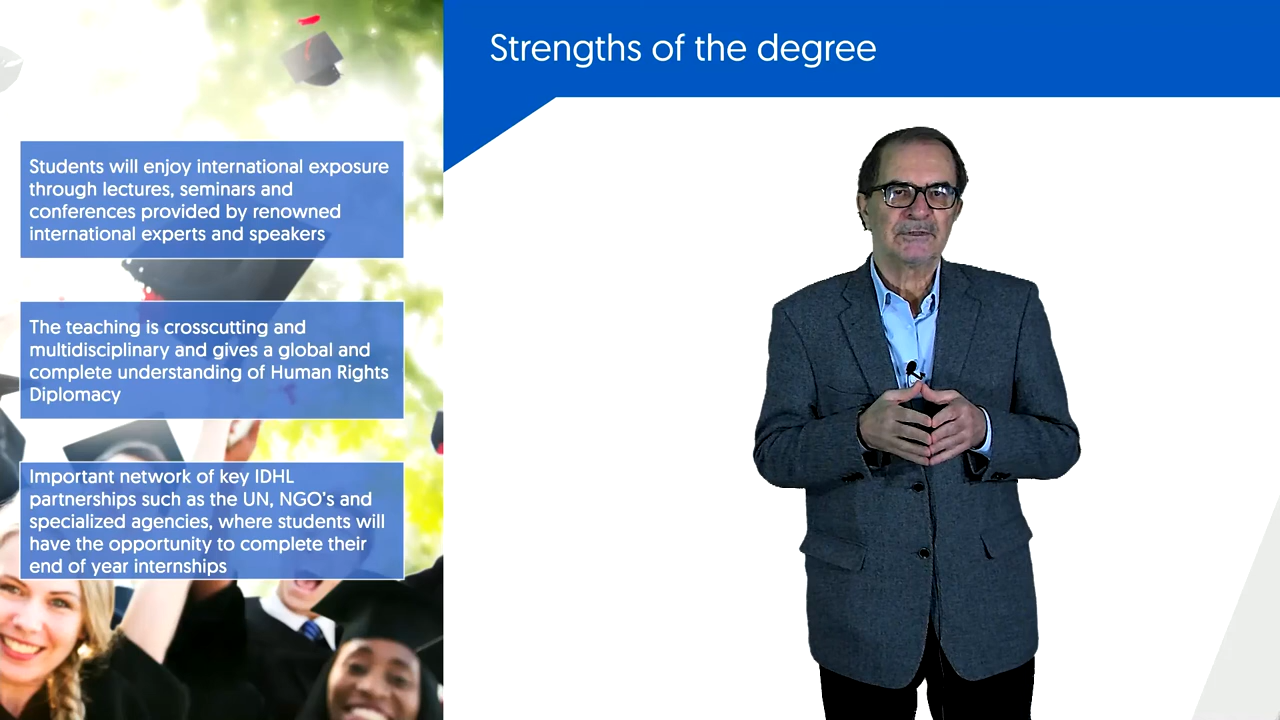 Strengths of the degree
Students will enjoy international exposure
through lectures, seminars and
conferences provided by renowned
international experts and speakers
The teaching is crosscutting and
multidisciplinary and gives a global and
complete understanding of Human Rights
Diplomacy
Important network of key IDHL
partnerships such as the UN, NGO's and
specialized agencies, where students will
have the opportunity to complete their
end of year internships